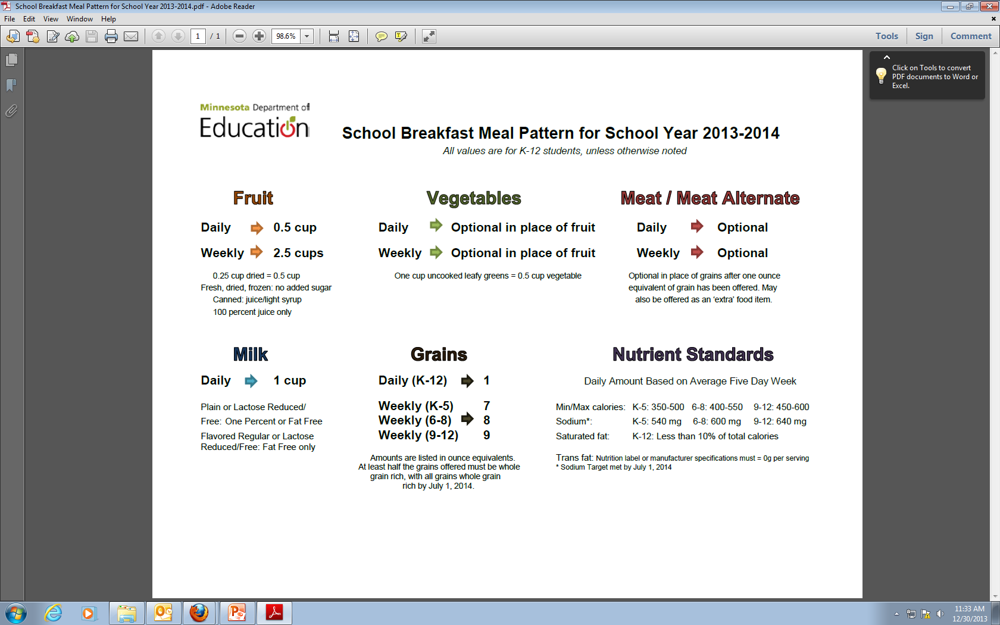 School Breakfast Meal Pattern for School Year 2013-2014.pdf - Adobe Reader
File Edit View Window Help
1 / 1 98.6% Tools Sign Comment
Click on Tools to convert
PDF documents to Word or
Excel.
Minnesota Department of
Education
School Breakfast Meal Pattern for School Year 2013-2014
All values are for K-12 students, unless otherwise noted
Fruit
Daily 0.5 cup
Weekly 2.5 cups
0.25 cup dried = 0.5 cup
Fresh, dried, frozen: no added sugar
Canned: juice/light syrup
100 percent juice only
Vegetables
Daily Optional in place of fruit
Weekly Optional in place of fruit
One cup uncooked leafy greens = 0.5 cup vegetable
Meat / Meat Alternate
Daily Optional
Weekly Optional
Optional in place of grains after one ounce
equivalent of grain has been offered. May
also be offered as an ‘extra’ food item.
Milk
Daily 1 cup
Plain or Lactose Reduced/
Free: One Percent or Fat Free
Flavored Regular or Lactose
Reduced/Free: Fat Free only
Grains
Daily (K-12) 1
Weekly (K-5) 7
Weekly (6-8) 8
Weekly (9-12) 9
Amounts are listed in ounce equivalents.
At least half the grains offered must be whole
grain rich, with all grains whole grain
rich by July 1, 2014.
Nutrient Standards
Daily Amount Based on Average Five Day Week
Min/Max calories: K-5: 350-500 6-8: 400-550 9-12: 450-600
Sodium*: K-5: 540 mg 6-8: 600 mg 9-12: 640 mg
Saturated fat: K-12: Less than 10% of total calories
Trans fat: Nutrition label or manufacturer specifications must = 0g per serving
* Sodium Target met by July 1, 2014
11:33 AM
12/30/2013